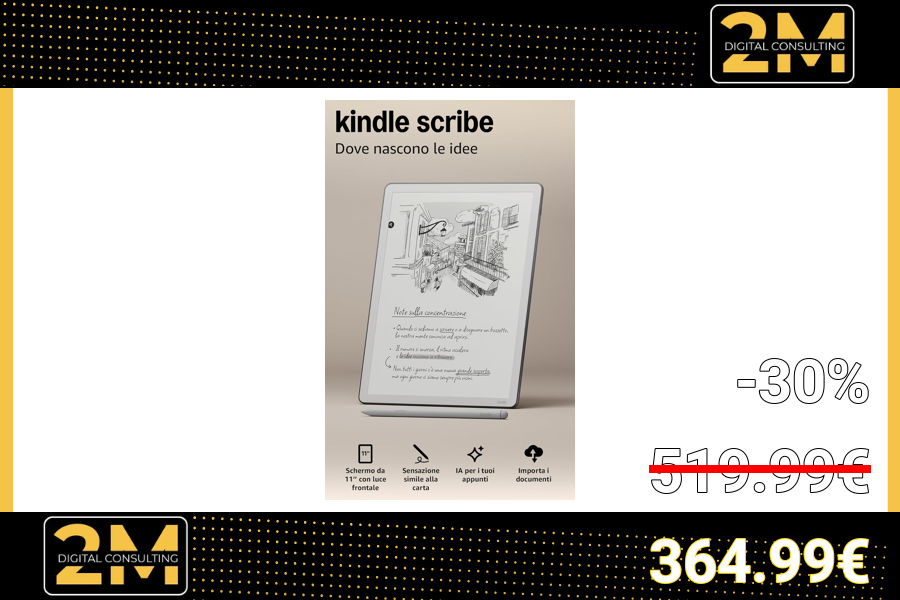 2M
DIGITAL CONSULTING
kindle scribe
Dove nascono le idee
Note sulla concentrazione
11"
Schermo da
11" con luce
frontale
Sensazione
simile alla
carta
IA per i tuoi
appunti
Importa i
documenti
-30%
519.99€
2M
DIGITAL CONSULTING
364.99€